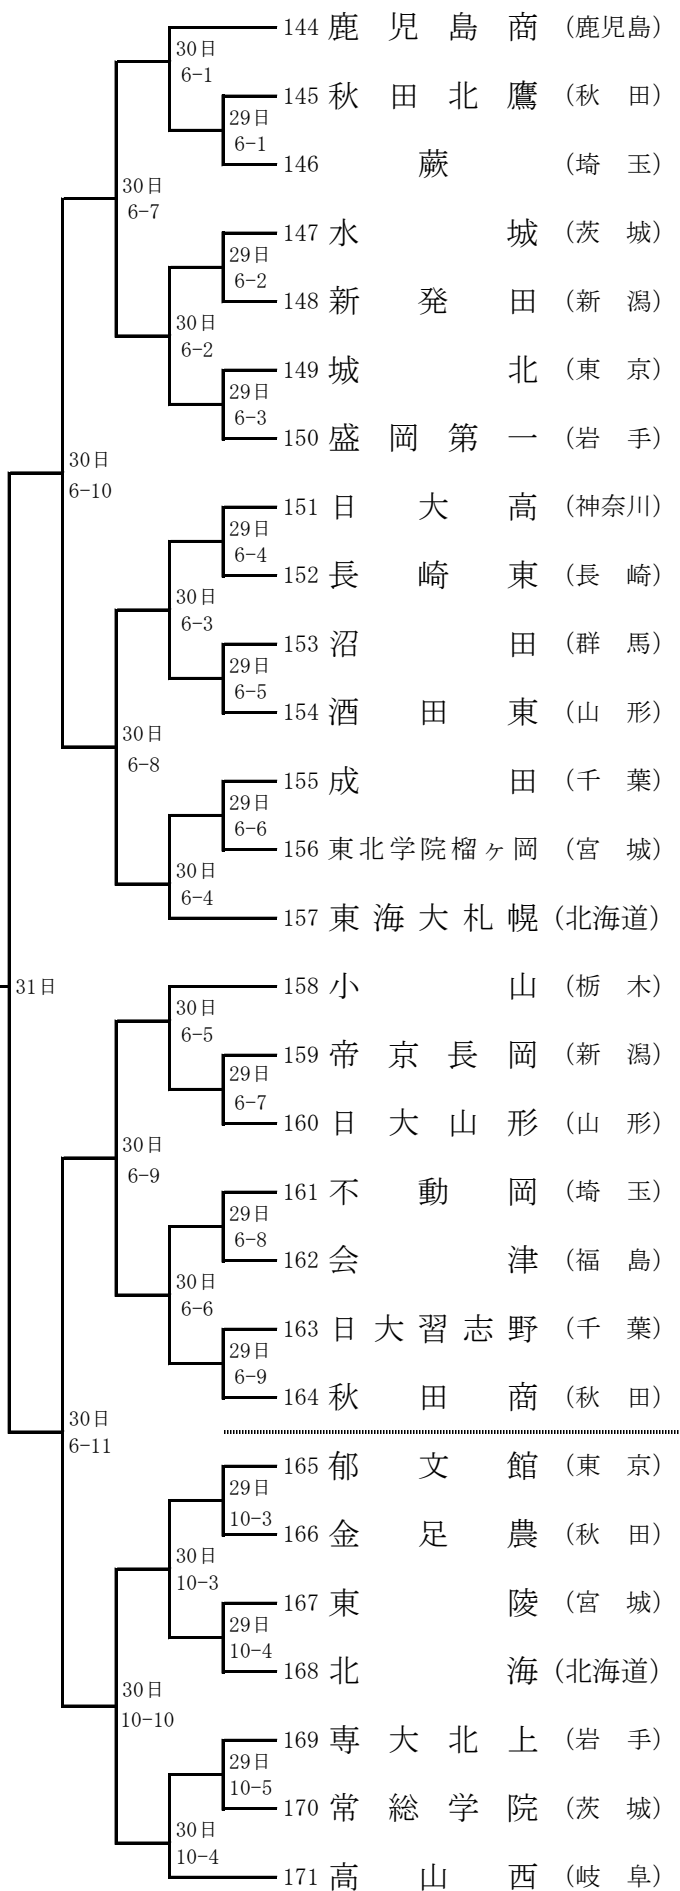 144 鹿児島商 (鹿児島)
30日
6-1
145 秋田北鷹 (秋田)
29日
6-1
146 蕨 (埼玉)
30日
6-7
147 水城 (茨城)
29日
6-2
148 新発田 (新潟)
30日
6-2
149 城北 (東京)
29日
6-3
150 盛岡第一 (岩手)
30日
6-10
151 日大高 (神奈川)
29日
6-4
152 長崎東 (長崎)
30日
6-3
153 沼田 (群馬)
29日
6-5
154 酒田東 (山形)
30日
6-8
155 成田 (千葉)
29日
6-6
156 東北学院榴ヶ岡 (宮城)
30日
6-4
157 東海大札幌 (北海道)
31日
158 小山 (栃木)
30日
6-5
159 帝京長岡 (新潟)
29日
6-7
160 日大山形 (山形)
30日
6-9
161 不動岡 (埼玉)
29日
6-8
162 会津 (福島)
30日
6-6
163 日大習志野 (千葉)
29日
6-9
164 秋田商 (秋田)
30日
6-11
165 郁文館 (東京)
29日
10-3
166 金足農 (秋田)
30日
10-3
167 東陵 (宮城)
29日
10-4
168 北海 (北海道)
30日
10-10
169 専大北上 (岩手)
29日
10-5
170 常総学院 (茨城)
30日
10-4
171 高山西 (岐阜)